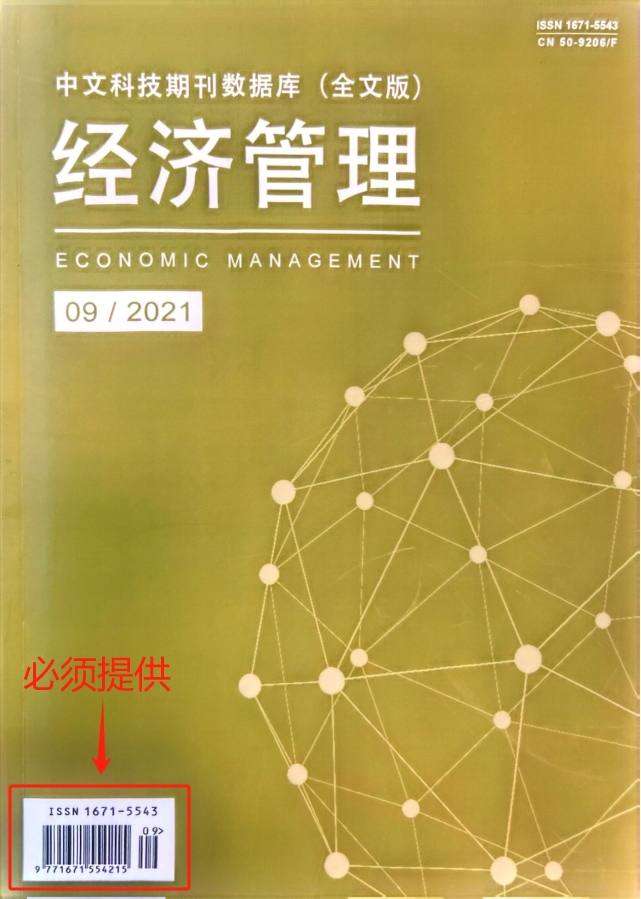 ISSN 1671-5543
CN 50-9206/F
中文科技期刊数据库（全文版）
经济管理
ECONOMIC MANAGEMENT
09 / 2021
必须提供
ISSN 1671-5543
09>
9 771671 554215